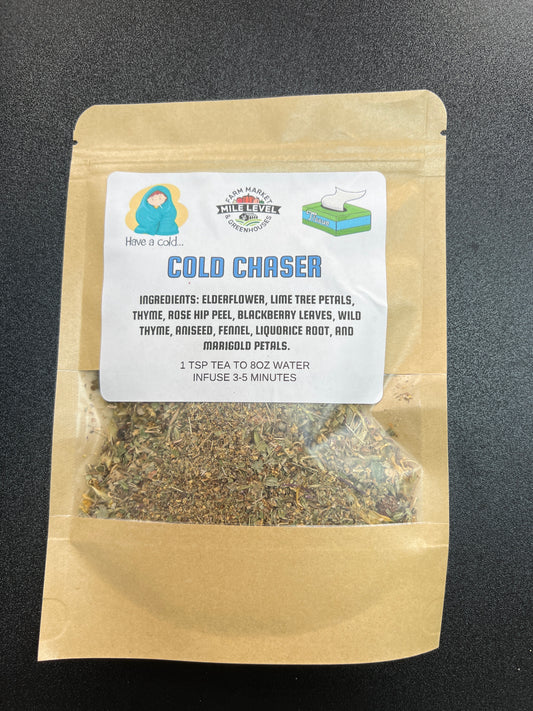 FARM MARKET
MILE LEVEL
& GREENHOUSES
Tissue
Have a cold...
COLD CHASER
INGREDIENTS: ELDERFLOWER, LIME TREE PETALS,
THYME, ROSE HIP PEEL, BLACKBERRY LEAVES, WILD
THYME, ANISEED, FENNEL, LIQUORICE ROOT, AND
MARIGOLD PETALS.
1 TSP TEA TO 8OZ WATER
INFUSE 3-5 MINUTES